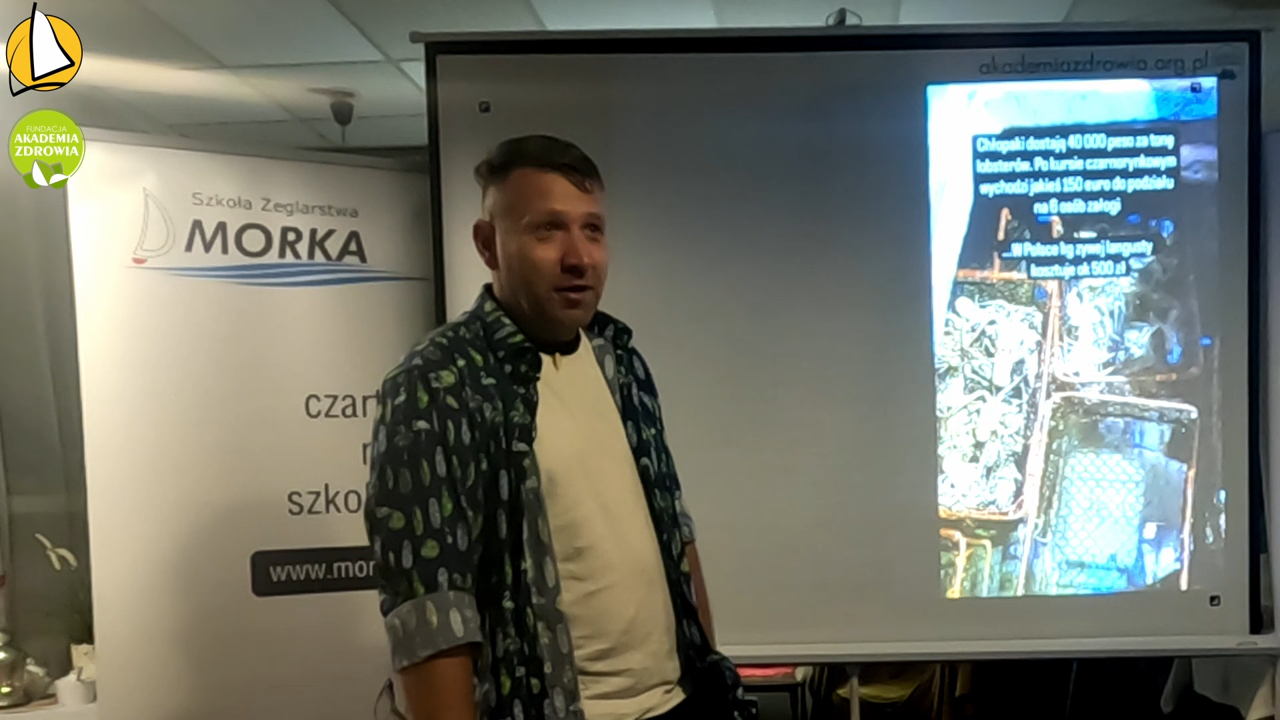 FUNDACJA
AKADEMIA
ZDROWIA
Szkoła Żeglarstwa
MORKA
czar
szko
www.mor
akademiazdrowia.org.pl
Chłopaki dostają 40 000 peso za tonę
lobsterów. Po kursie czarnorynkowym
wychodzi jakieś 150 euro do podziału
na 6 osób załogi
...W Polsce kg żywej langusty
kosztuje ok 500 zł